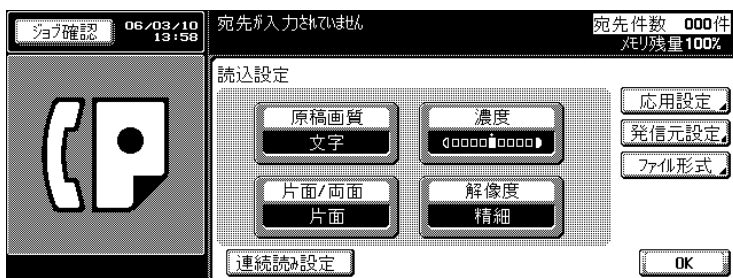 ジョブ確認
06/03/10
13:58
宛先が入力されていません
宛先件数 000件
メモリ残量100%
読込設定
原稿画質
文字
濃度
片面/両面
片面
解像度
精細
応用設定
発信元設定
ファイル形式
連続読み設定
OK